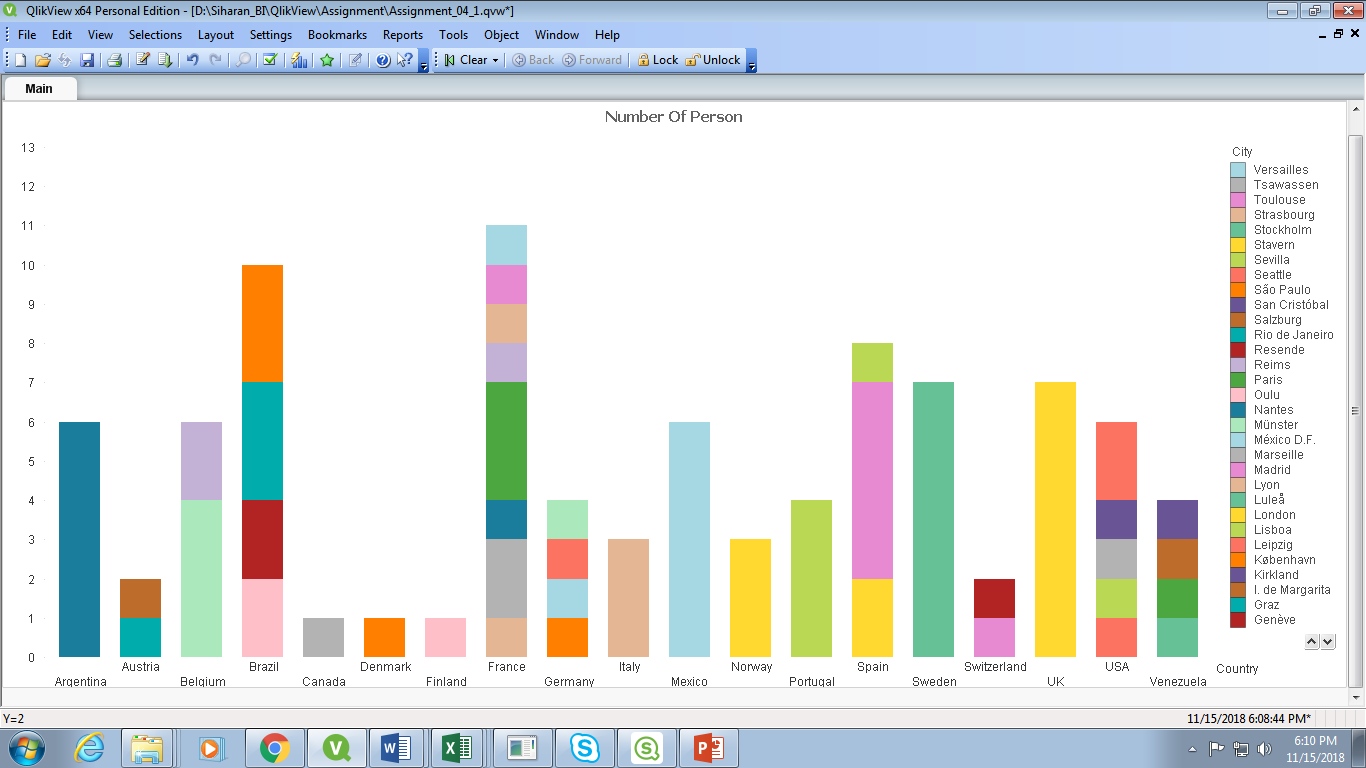 QlikView x64 Personal Edition - [D:\Siharan_BI\QlikView\Assignment\Assignment_04_1.qvw*]
File Edit View Selections Layout Settings Bookmarks Reports Tools Object Window Help
Clear Back Forward Lock Unlock
Main
Number Of Person
13
12
11
10
9
8
7
6
5
4
3
2
1
0
Austria Brazil Denmark France Italy Norway Spain Switzerland USA
Argentina Belgium Canada Finland Germany Mexico Portugal Sweden UK Venezuela
Country
City
Versailles
Tsawassen
Toulouse
Strasbourg
Stockholm
Stavern
Sevilla
Seattle
São Paulo
San Cristóbal
Salzburg
Rio de Janeiro
Resende
Reims
Paris
Oulu
Nantes
Münster
México D.F.
Marseille
Madrid
Lyon
Luleå
London
Lisboa
Leipzig
København
Kirkland
I. de Margarita
Graz
Genève
Y=2
11/15/2018 6:08:44 PM*
6:10 PM
11/15/2018